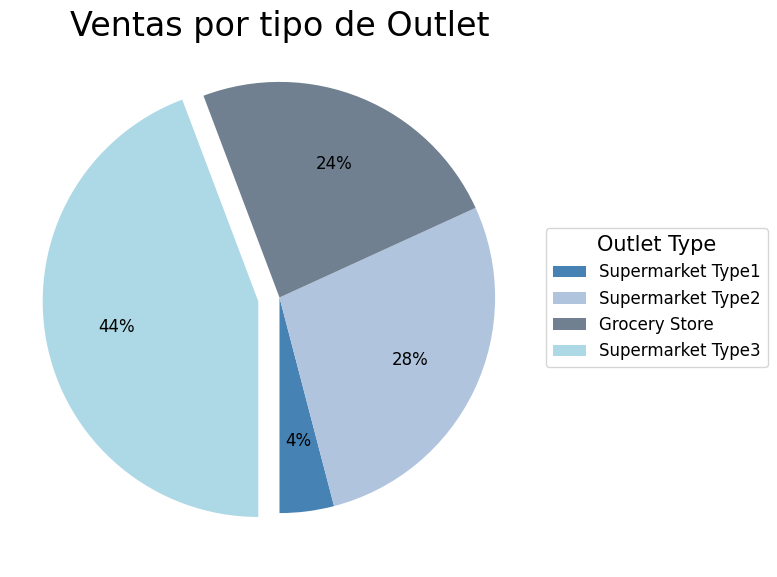 Ventas por tipo de Outlet
24%
44%
28%
4%
Outlet Type
Supermarket Type1
Supermarket Type2
Grocery Store
Supermarket Type3